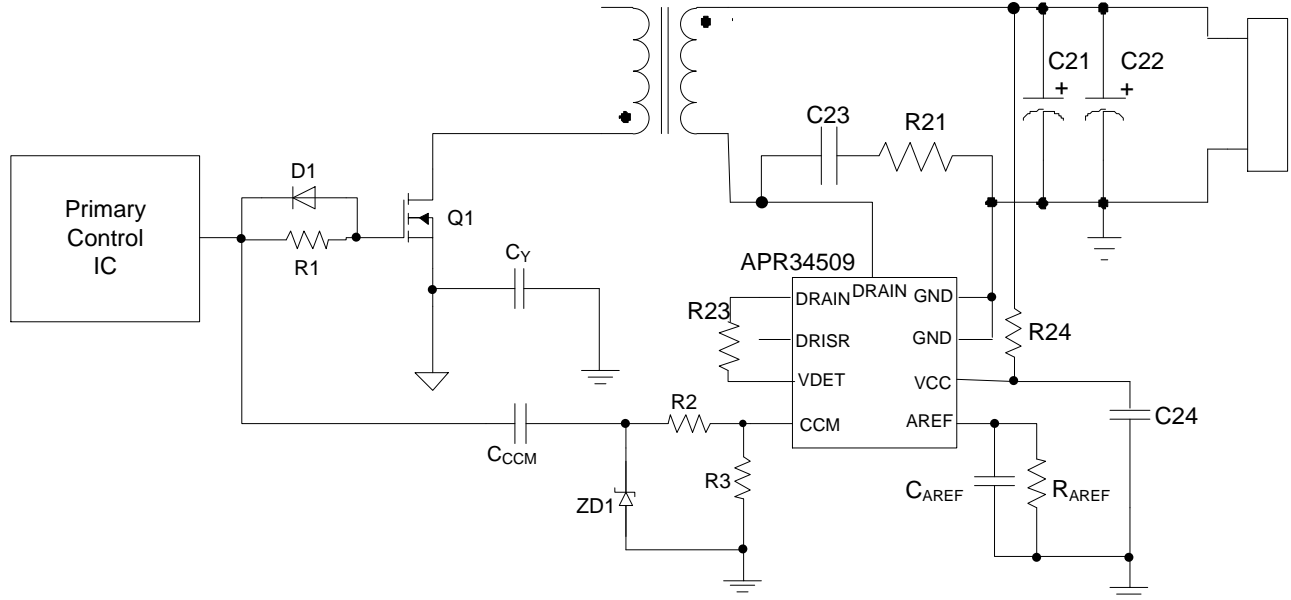 C21
C22
+
+
C23
R21
D1
Primary
Control
IC
Q1
R1
CY
APR34509
DRAIN
DRAIN
GND
R23
DRISR
GND
R24
VDET
VCC
R2
CCM
AREF
C24
CCCM
R3
ZD1
CAREF
RAREF